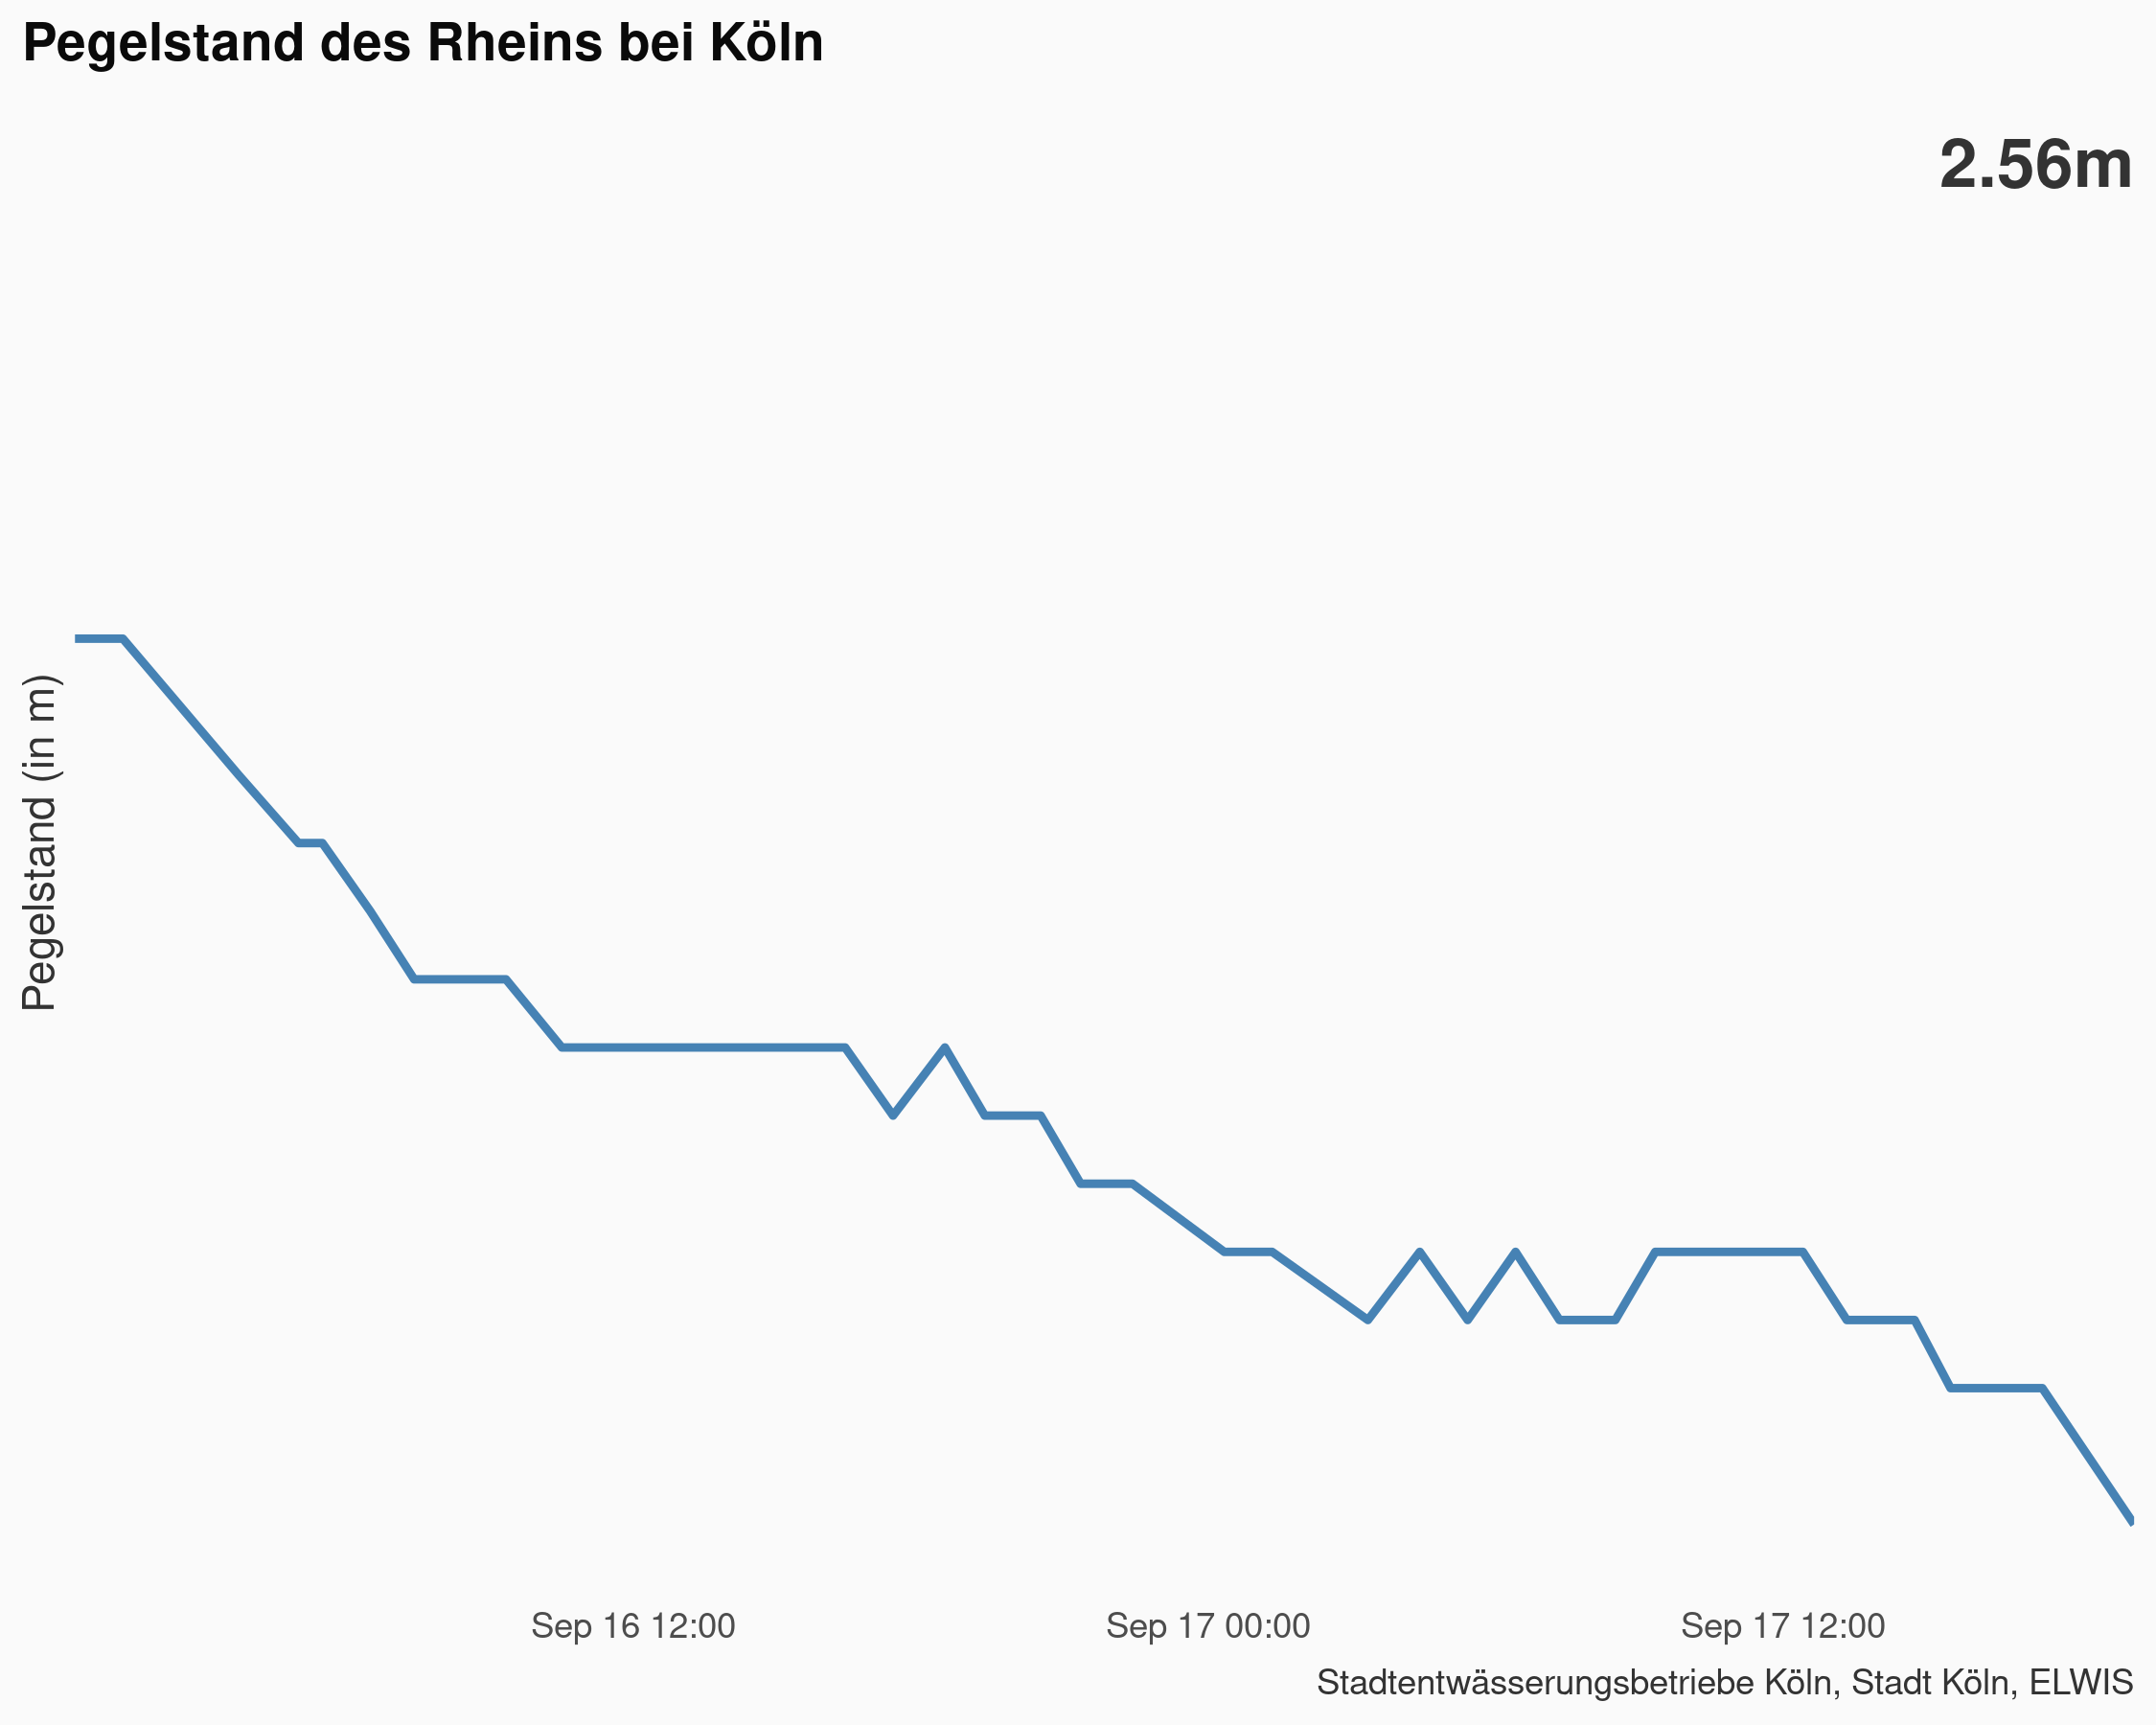 Pegelstand des Rheins bei Köln
2.56m
Pegelstand (in m)
Sep 16 12:00
Sep 17 00:00
Sep 17 12:00
Stadtentwässerungsbetriebe Köln, Stadt Köln, ELWIS